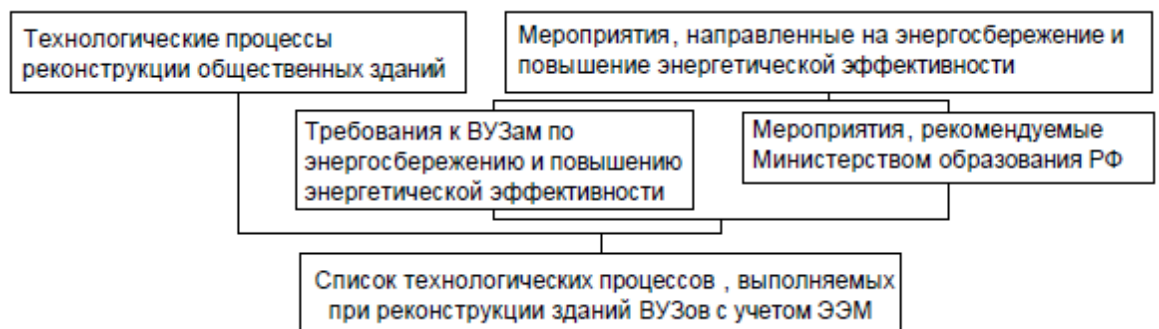 Технологические процессы
реконструкции общественных зданий
Мероприятия, направленные на энергосбережение и
повышение энергетической эффективности
Требования к ВУЗам по
энергосбережению и повышению
энергетической эффективности
Мероприятия, рекомендуемые
Министерством образования РФ
Список технологических процессов , выполняемых
при реконструкции зданий ВУЗов с учетом ЭЭМ